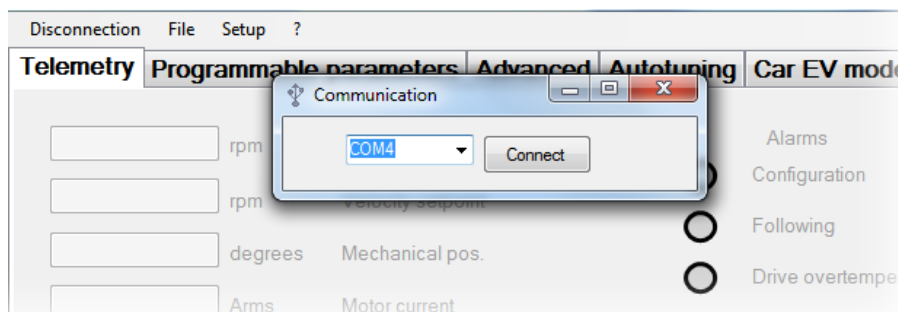 Disconnection File Setup ?
Telemetry Programmable parameters Advanced Autotuning Car EV mode
Communication
COM4 Connect
rpm Alarms
Configuration
rpm Velocity setpoint
Following
degrees Mechanical pos.
Drive overtempe
Arms Motor current